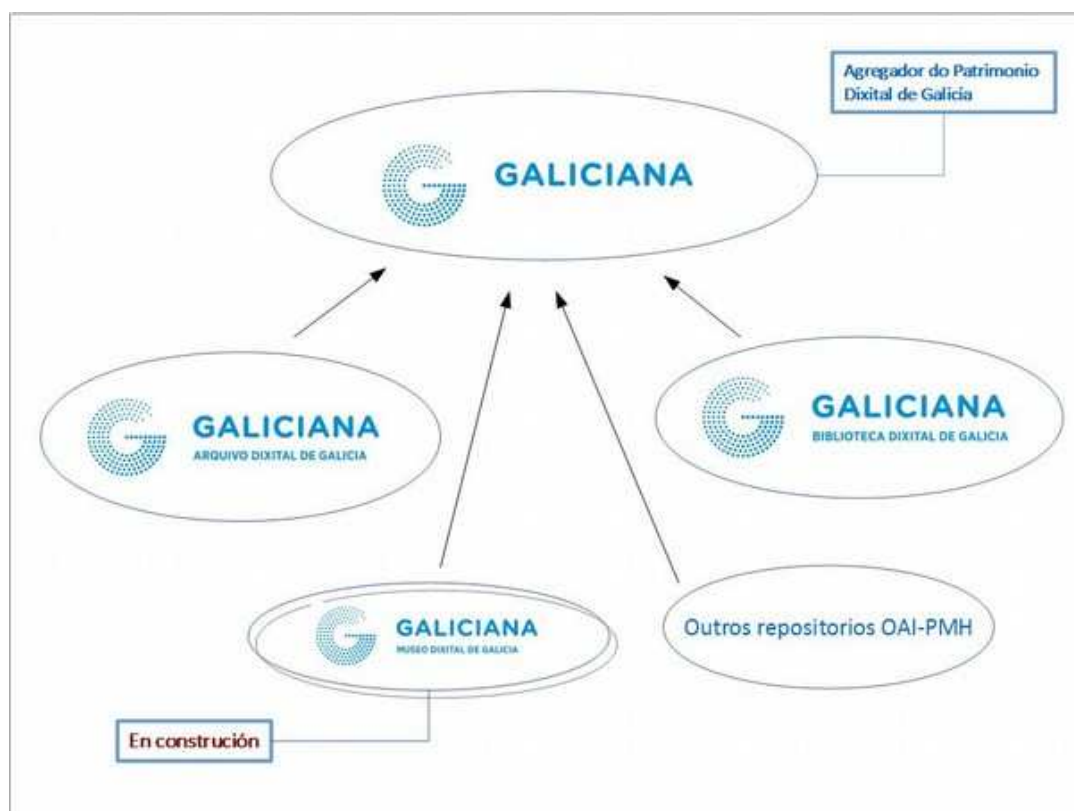 Agregador do Patrimonio
Dixital de Galicia
GALICIANA
GALICIANA
ARQUIVO DIXITAL DE GALICIA
GALICIANA
BIBLIOTECA DIXITAL DE GALICIA
GALICIANA
MUSEO DIXITAL DE GALICIA
Outros repositorios OAI-PMH
En construción